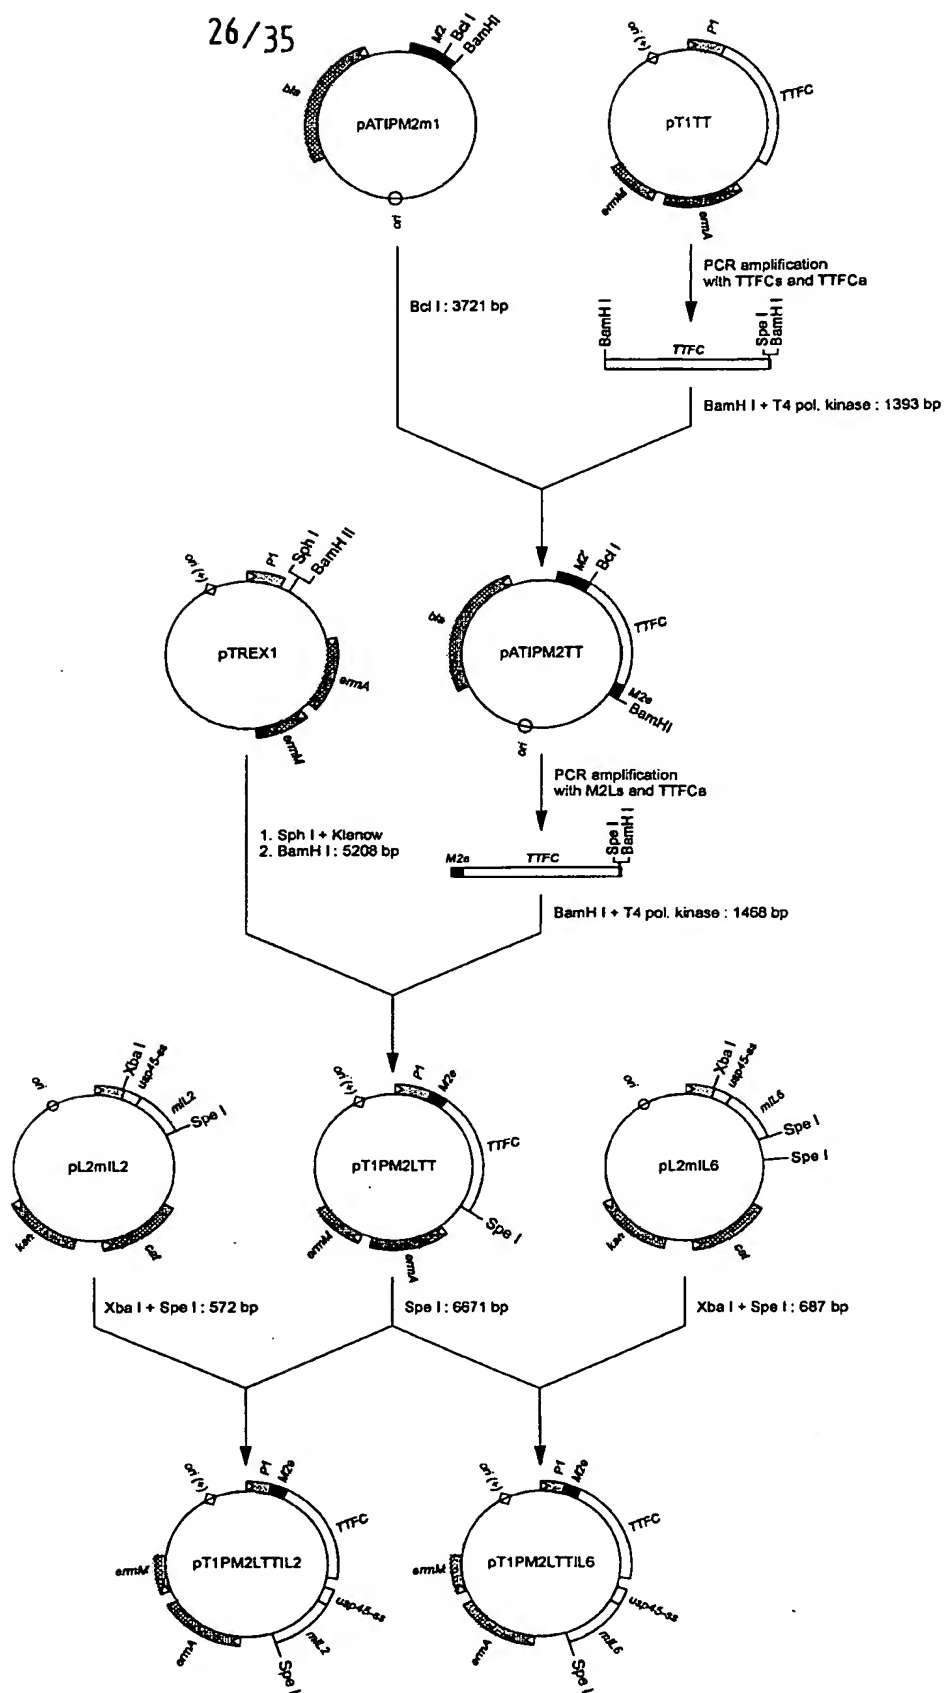 26/35
M2
Bcl I
BamHI
bla
pATIPM2m1
ori
ori (+)
P1
TTFC
pT1TT
ermM
ermA
PCR amplification
with TTFCs and TTFCa
Bcl I : 3721 bp
BamH I
Spe I
BamH I
TTFC
BamH I + T4 pol. kinase : 1393 bp
ori (+)
P1
Sph I
BamH II
pTREX1
ermA
ermM
M2'
Bcl I
bla
TTFC
pATIPM2TT
M2e
BamHI
ori
PCR amplification
with M2Ls and TTFCa
1. Sph I + Klenow
2. BamH I : 5208 bp
Spe I
BamH I
M2e
TTFC
BamH I + T4 pol. kinase : 1468 bp
ori
Xba I
usp45-ss
mIL2
Spe I
pL2mIL2
kan
cat
ori (+)
P1
M2e
TTFC
pT1PM2LTT
Spe I
ermM
ermA
ori
Xba I
usp45-ss
mIL6
Spe I
Spe I
pL2mIL6
kan
cat
Xba I + Spe I : 572 bp
Spe I : 6671 bp
Xba I + Spe I : 687 bp
ori (+)
P1
M2e
TTFC
pT1PM2LTTIL2
ermM
usp45-ss
ermA
mIL2
Spe I
ori (+)
P1
M2e
TTFC
pT1PM2LTTIL6
ermM
usp45-ss
ermA
mIL6
Spe I